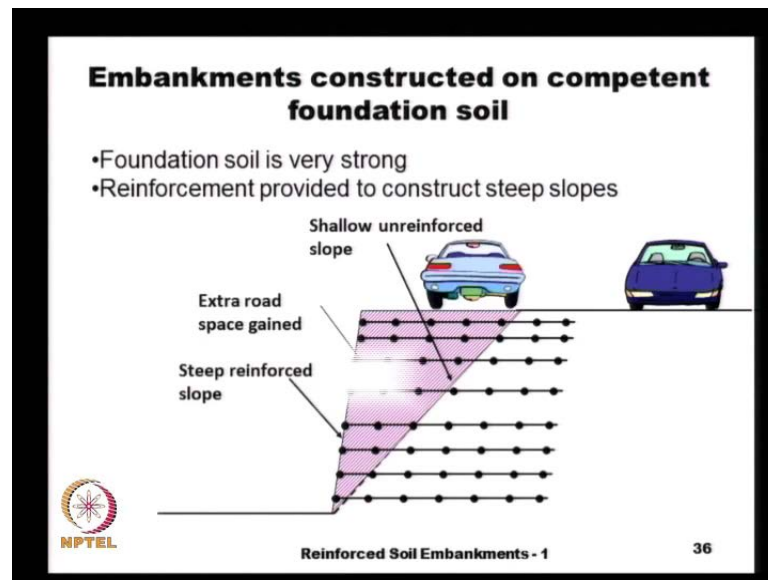 Embankments constructed on competent
foundation soil
•Foundation soil is very strong
•Reinforcement provided to construct steep slopes
Shallow unreinforced
slope
Extra road
space gained
Steep reinforced
slope
NPTEL
Reinforced Soil Embankments - 1
36